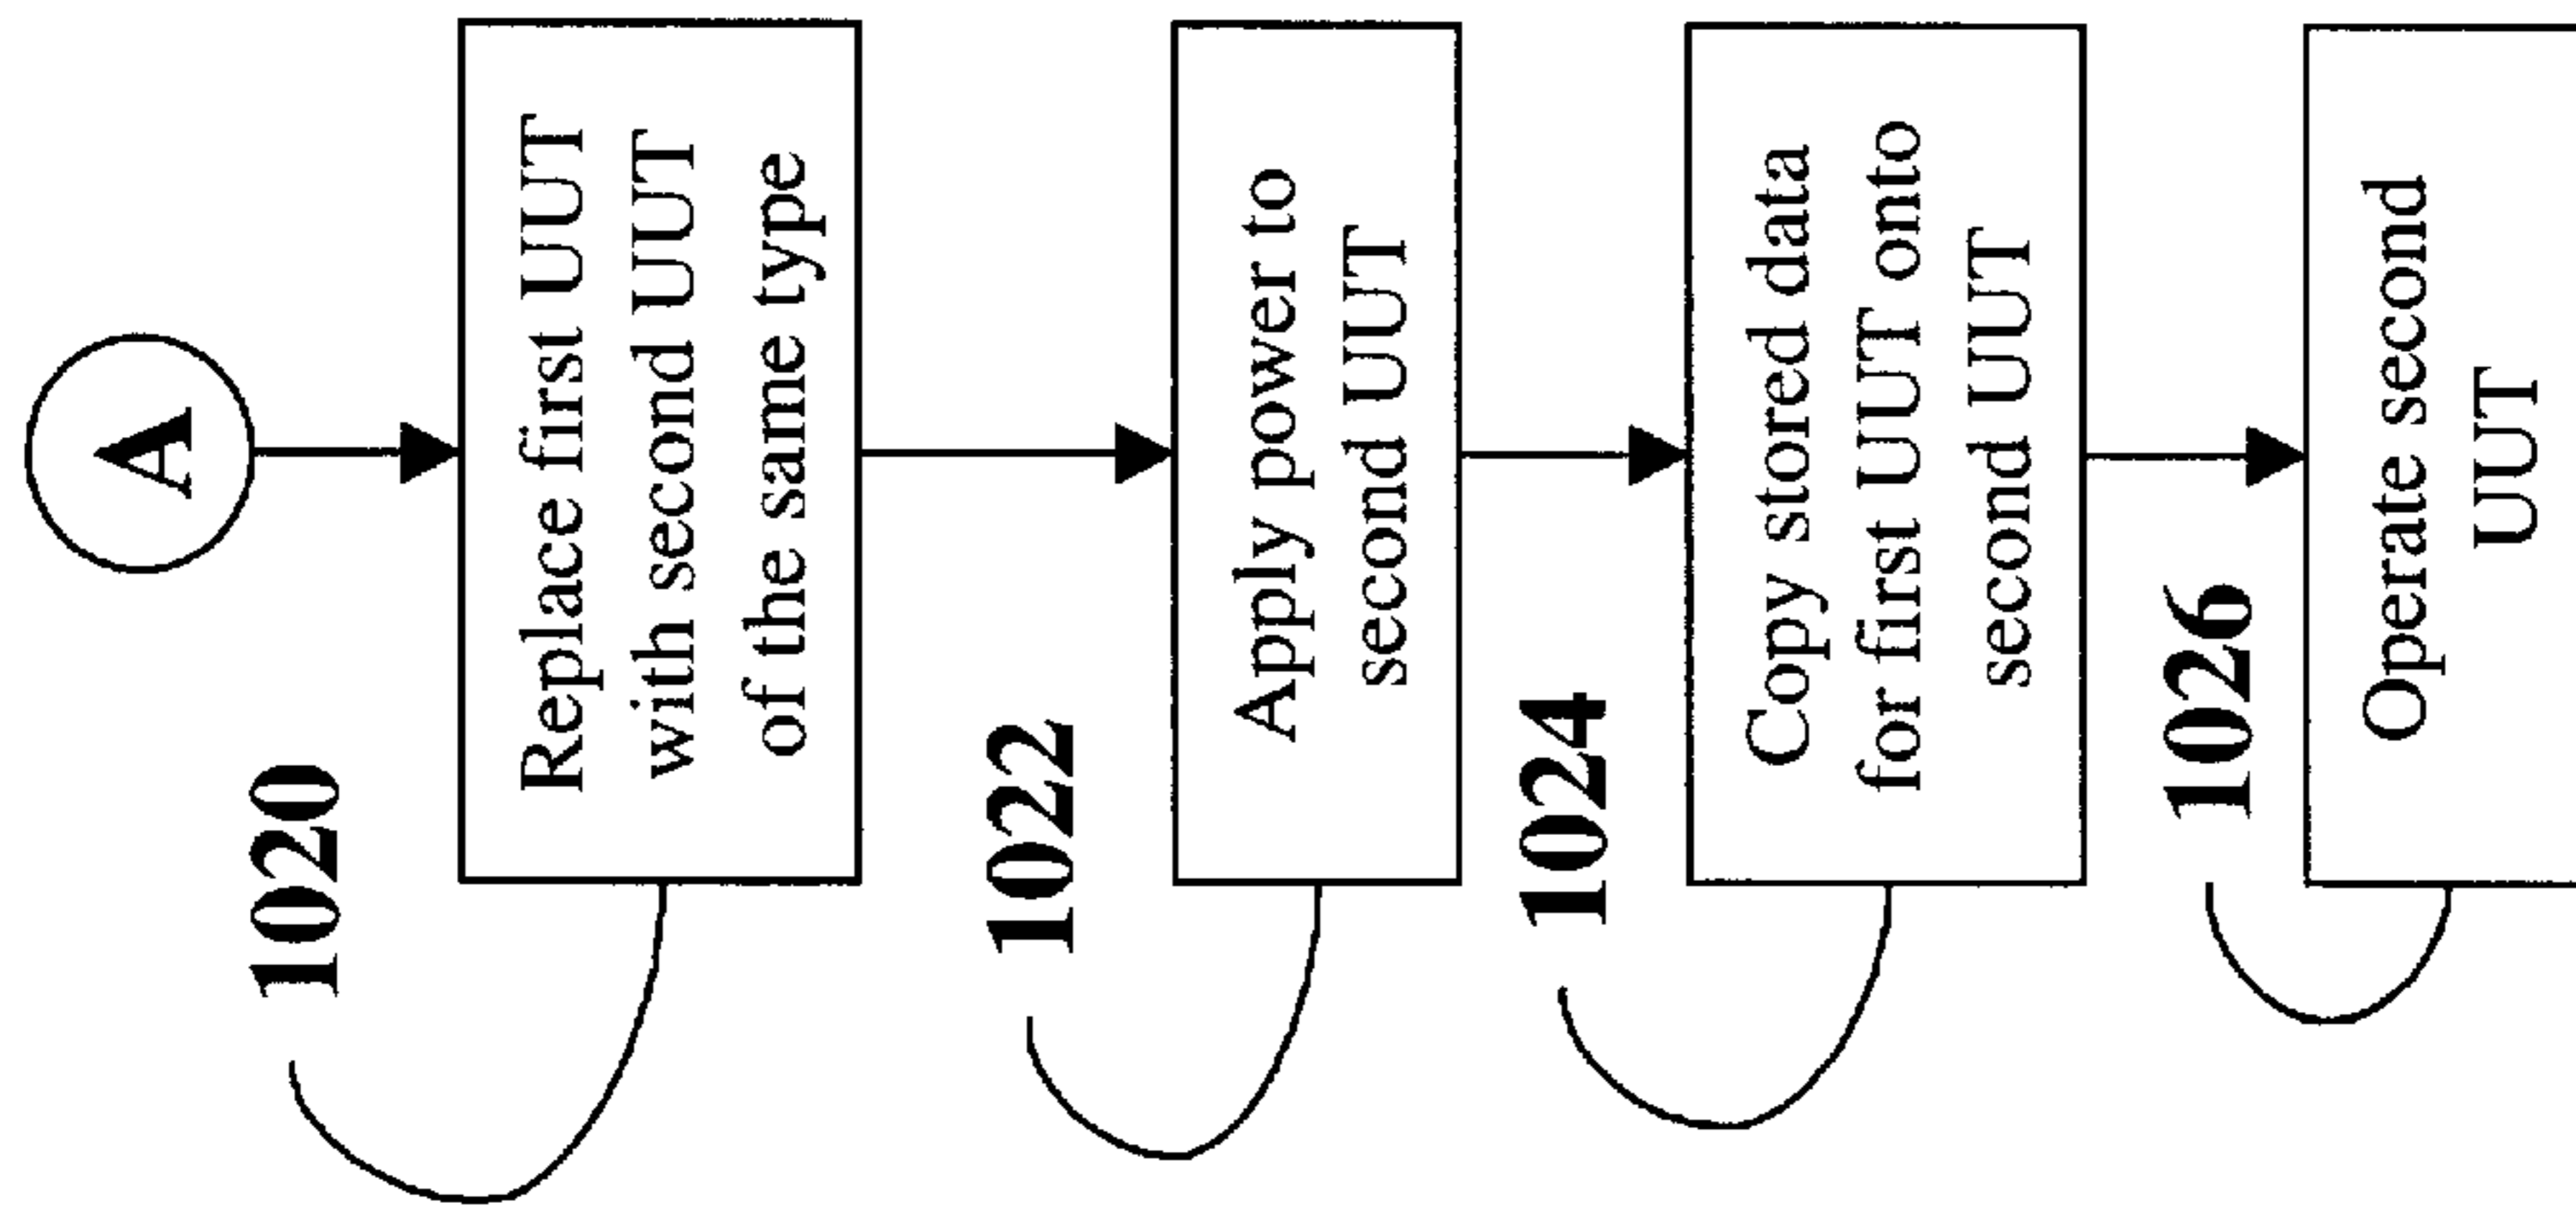 A
1020
Replace first UUT
with second UUT
of the same type
1022
Apply power to
second UUT
1024
Copy stored data
for first UUT onto
second UUT
1026
Operate second
UUT